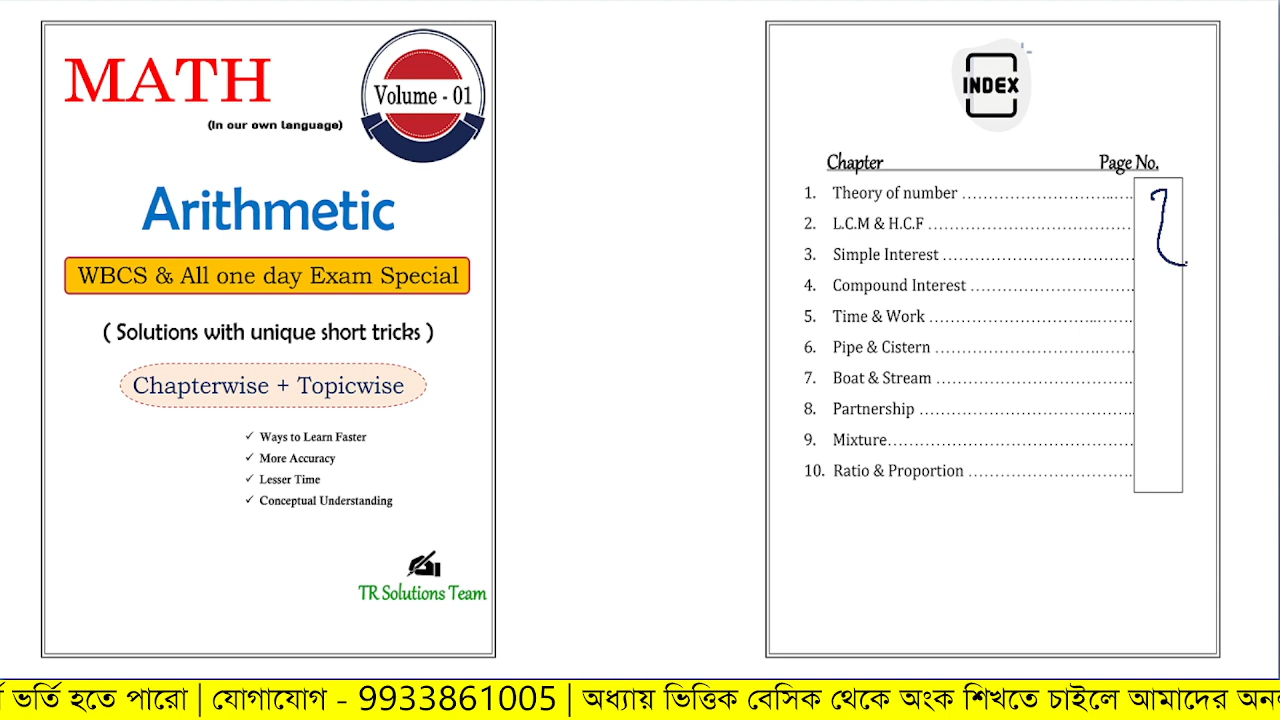 MATH
(In our own language)
Volume - 01
Arithmetic
WBCS & All one day Exam Special
( Solutions with unique short tricks )
Chapterwise + Topicwise
✓ Ways to Learn Faster
✓ More Accuracy
✓ Lesser Time
✓ Conceptual Understanding
TR Solutions Team
INDEX
Chapter Page No.
1. Theory of number ................................
2. L.C.M & H.C.F ......................................
3. Simple Interest ....................................
4. Compound Interest ..............................
5. Time & Work ......................................
6. Pipe & Cistern .....................................
7. Boat & Stream .....................................
8. Partnership ........................................
9. Mixture..............................................
10. Ratio & Proportion ..............................
ভর্তি হতে পারো | যোগাযোগ - 9933861005 | অধ্যায় ভিত্তিক বেসিক থেকে অংক শিখতে চাইলে আমাদের